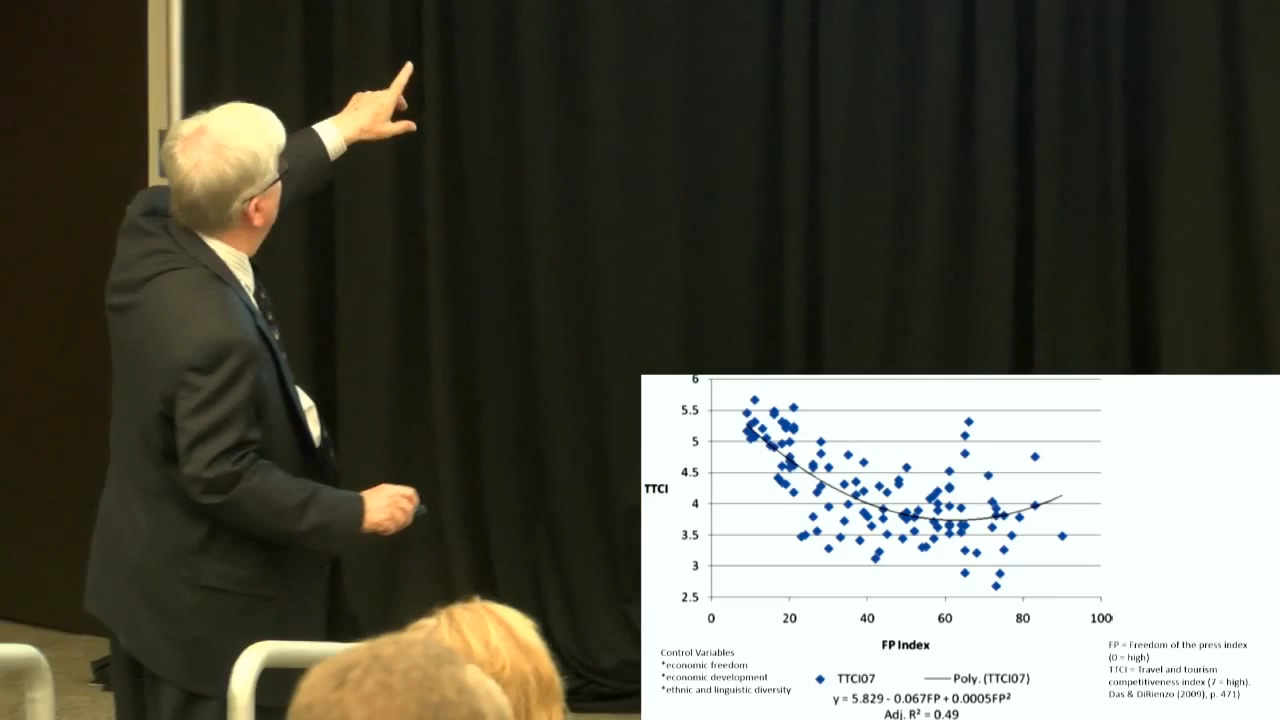 6
5.5
5
4.5
TTCI
4
3.5
3
2.5
0 20 40 60 80 100
FP Index
Control Variables
*economic freedom
*economic development
*ethnic and linguistic diversity
TTCI07 Poly. (TTCI07)
y = 5.829 - 0.067FP + 0.0005FP²
Adj. R² = 0.49
FP = Freedom of the press index
(0 = high)
TTCI = Travel and tourism
competitiveness index (7 = high).
Das & DiRienzo (2009), p. 471)